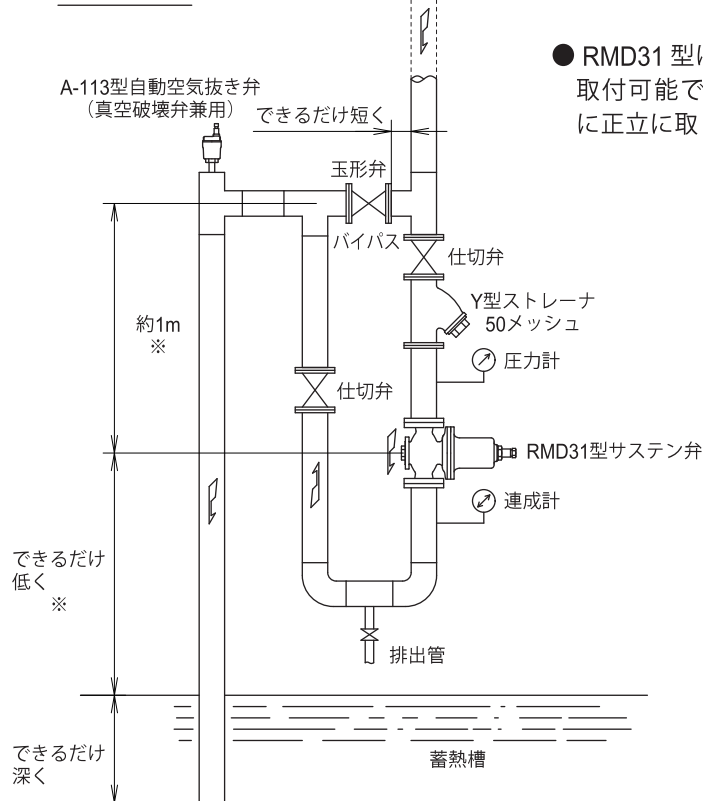 ● RMD31 型
取付可能で
に正立に取
A-113型自動空気抜き弁
(真空破壊弁兼用)
できるだけ短く
玉形弁
バイパス
仕切弁
Y型ストレーナ
50メッシュ
約1m
※
圧力計
仕切弁
RMD31型サステン弁
連成計
できるだけ
低く
※
排出管
できるだけ
深く
蓄熱槽